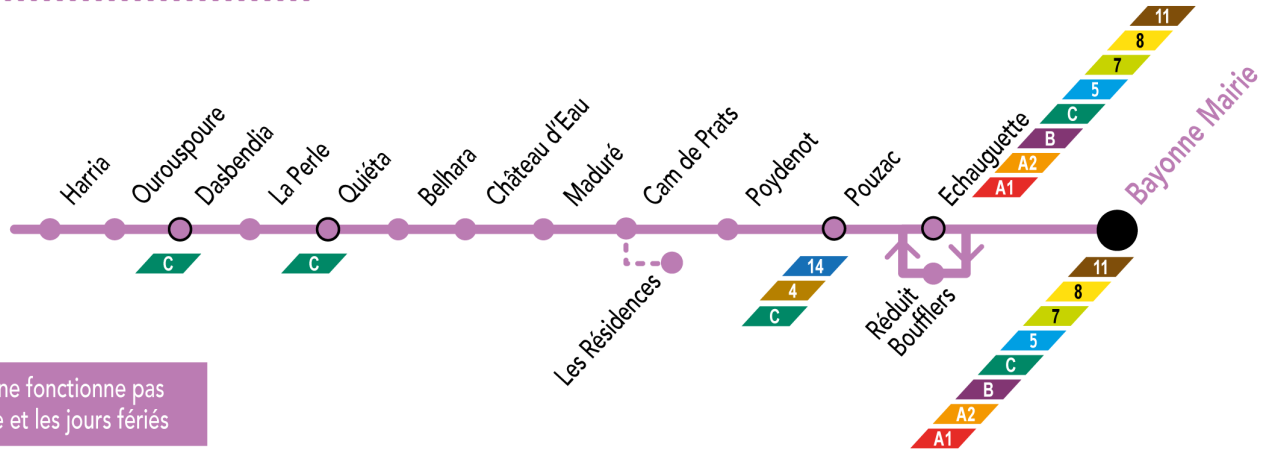 11
8
7
5
C
B
A2
A1
Harria
Ourouspoure
Dasbendia
La Perle
Quiéta
Belhara
Château d'Eau
Maduré
Cam de Prats
Poydenot
Pouzac
Echauguette
Bayonne Mairie
C
C
Les Résidences
14
4
C
Réduit
Boufflers
11
8
7
5
C
B
A2
A1
ne fonctionne pas
et les jours fériés